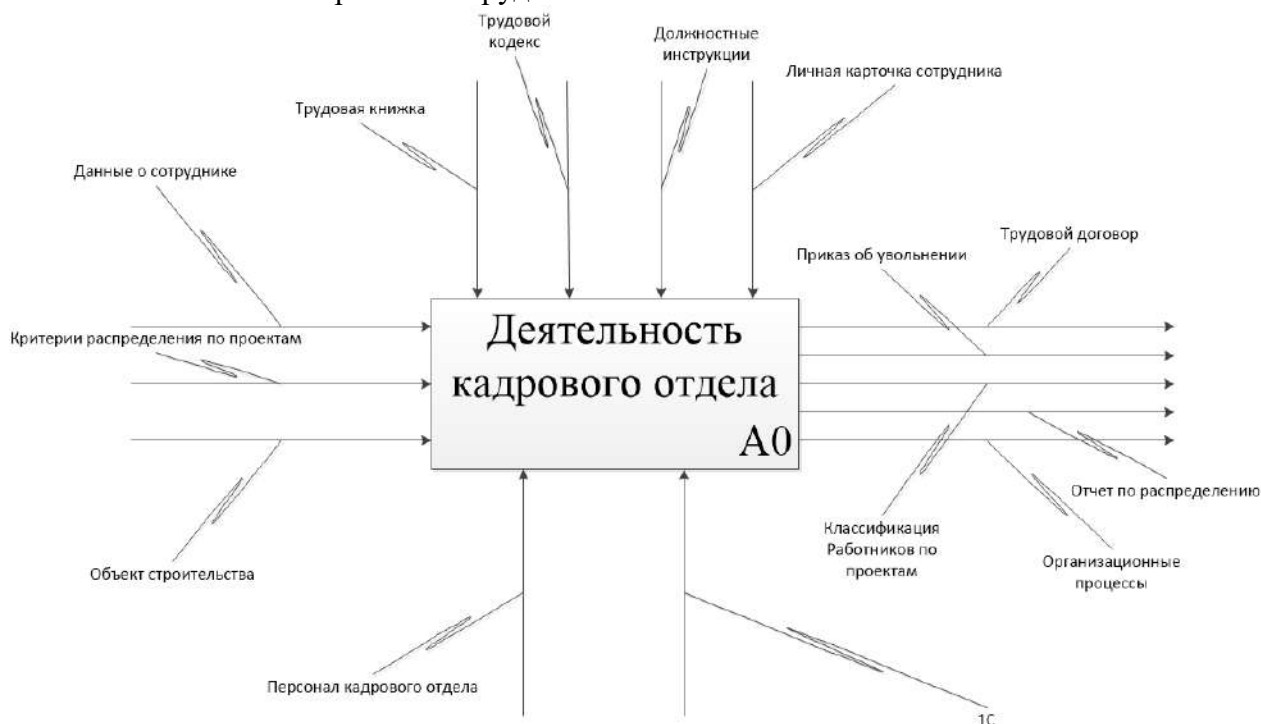 Трудовой
кодекс
Должностные
инструкции
Личная карточка сотрудника
Трудовая книжка
Данные о сотруднике
Трудовой договор
Приказ об увольнении
Критерии распределения по проектам
Деятельность
кадрового отдела
А0
Отчет по распределению
Классификация
Работников по
проектам
Организационные
процессы
Объект строительства
Персонал кадрового отдела
1С